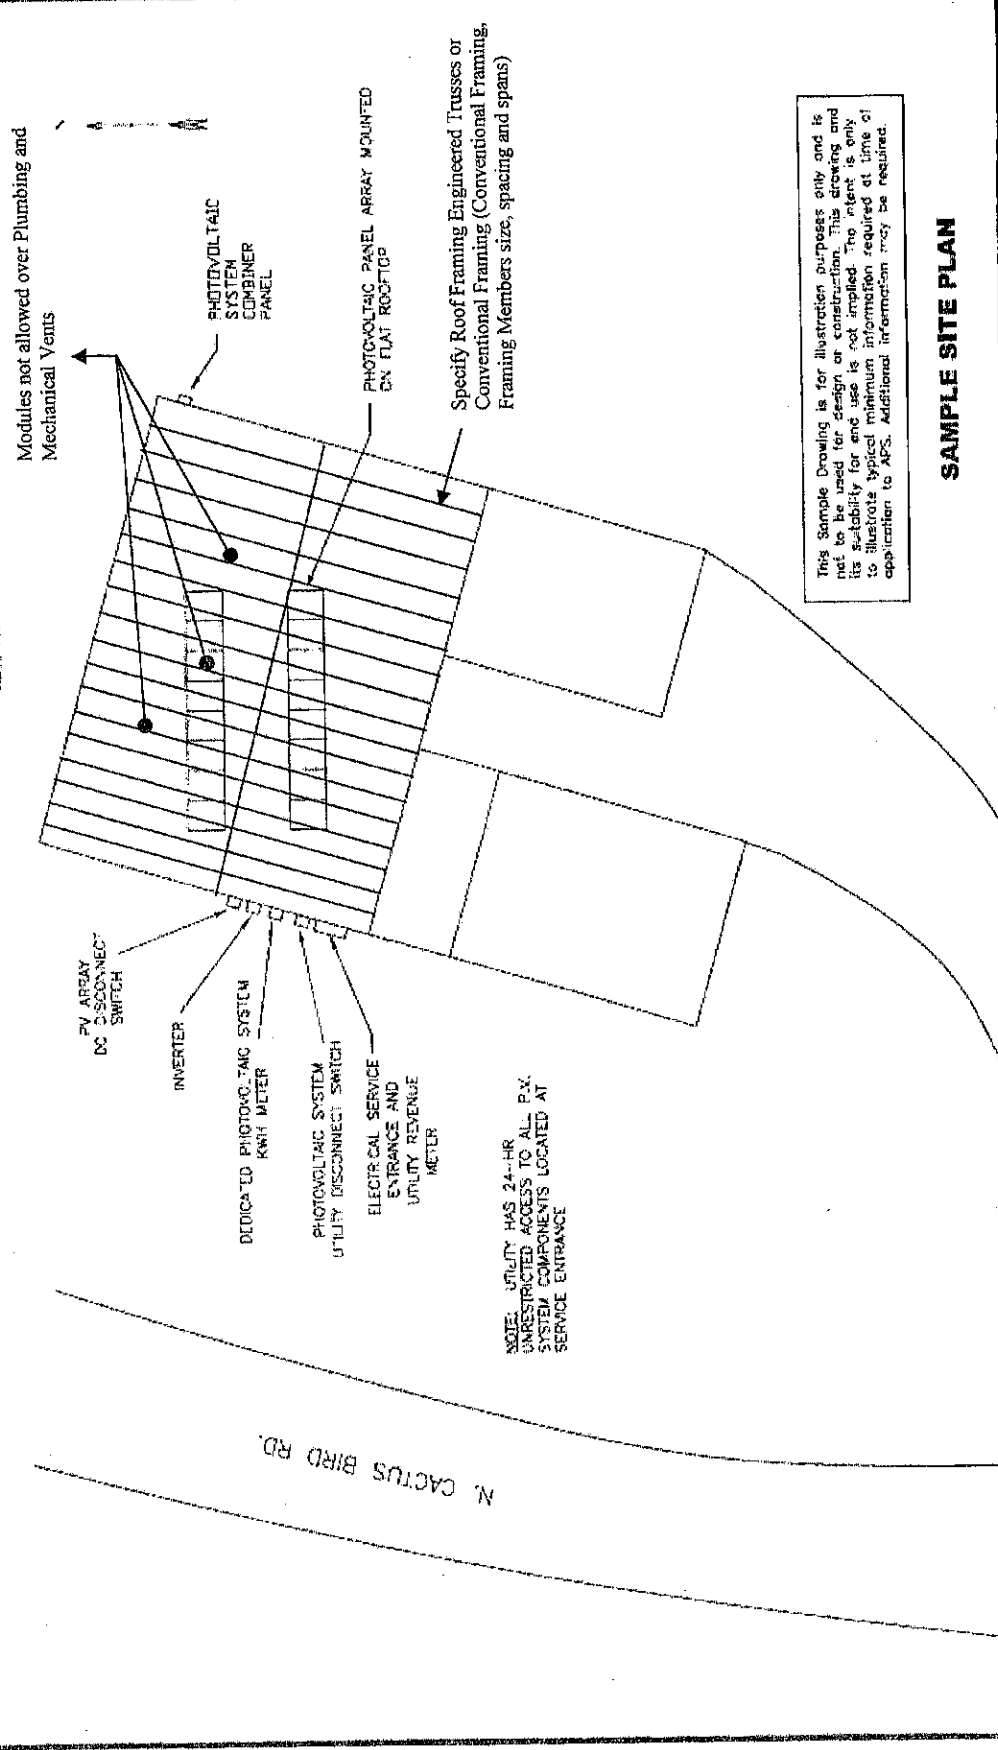 Modules not allowed over Plumbing and
Mechanical Vents
PHOTOVOLTAIC
SYSTEM
COMBINER
PANEL
PHOTOVOLTAIC PANEL ARRAY MOUNTED
ON FLAT ROOFTOP
Specify Roof Framing Engineered Trusses or
Conventional Framing (Conventional Framing,
Framing Members size, spacing and spans)
PV ARRAY
DC DISCONNECT
SWITCH
INVERTER
DEDICATED PHOTOVOLTAIC SYSTEM
KWH METER
PHOTOVOLTAIC SYSTEM
UTILITY DISCONNECT SWITCH
ELECTRICAL SERVICE
ENTRANCE AND
UTILITY REVENUE
METER
NOTE: UTILITY HAS 24-HR
UNRESTRICTED ACCESS TO ALL P.V.
SYSTEM COMPONENTS LOCATED AT
SERVICE ENTRANCE
N. CACTUS BIRD RD.
This Sample Drawing is for illustration purposes only and is
not to be used for design or construction. This drawing and
its suitability for end use is not implied. The intent is only
to illustrate typical minimum information required at time of
application to APS. Additional information may be required.
SAMPLE SITE PLAN